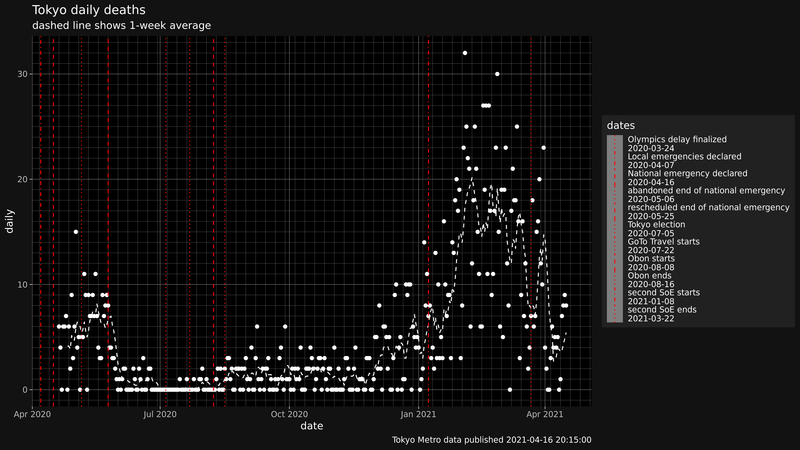 Tokyo daily deaths
dashed line shows 1-week average
daily
30
20
10
0
Apr 2020
Jul 2020
Oct 2020
Jan 2021
Apr 2021
date
Tokyo Metro data published 2021-04-16 20:15:00
dates
Olympics delay finalized
2020-03-24
Local emergencies declared
2020-04-07
National emergency declared
2020-04-16
abandoned end of national emergency
2020-05-06
rescheduled end of national emergency
2020-05-25
Tokyo election
2020-07-05
GoTo Travel starts
2020-07-22
Obon starts
2020-08-08
Obon ends
2020-08-16
second SoE starts
2021-01-08
second SoE ends
2021-03-22